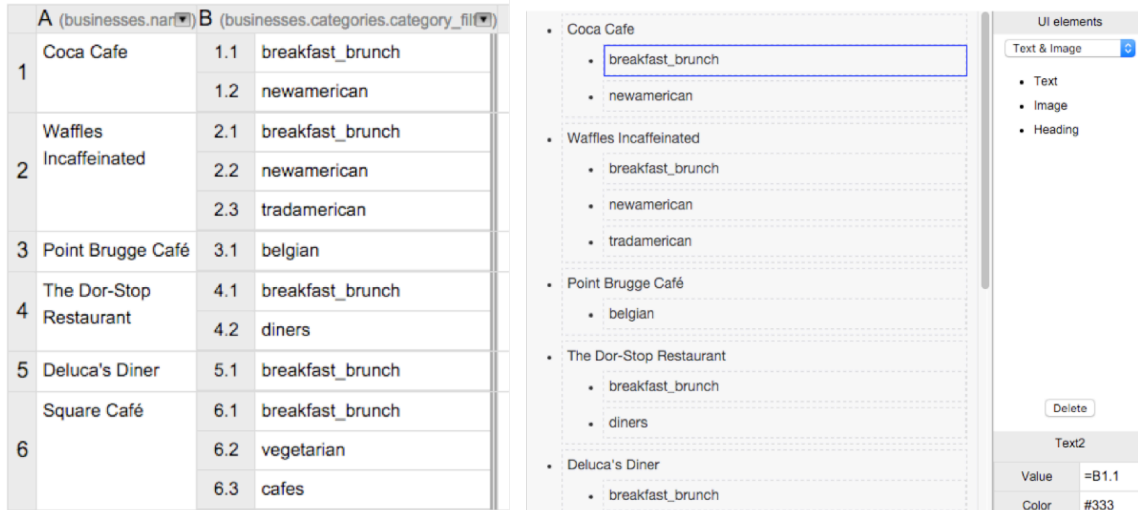 A (businesses.nam B (businesses.categories.category_filt )
1 Coca Cafe 1.1 breakfast_brunch
1.2 newamerican
2 Waffles Incaffeinated 2.1 breakfast_brunch
2.2 newamerican
2.3 tradamerican
3 Point Brugge Café 3.1 belgian
4 The Dor-Stop Restaurant 4.1 breakfast_brunch
4.2 diners
5 Deluca's Diner 5.1 breakfast_brunch
6 Square Café 6.1 breakfast_brunch
6.2 vegetarian
6.3 cafes
• Coca Cafe
• breakfast_brunch
• newamerican
• Waffles Incaffeinated
• breakfast_brunch
• newamerican
• tradamerican
• Point Brugge Café
• belgian
• The Dor-Stop Restaurant
• breakfast_brunch
• diners
• Deluca's Diner
• breakfast_brunch
UI elements
Text & Image
• Text
• Image
• Heading
Delete
Text2
Value =B1.1
Color #333